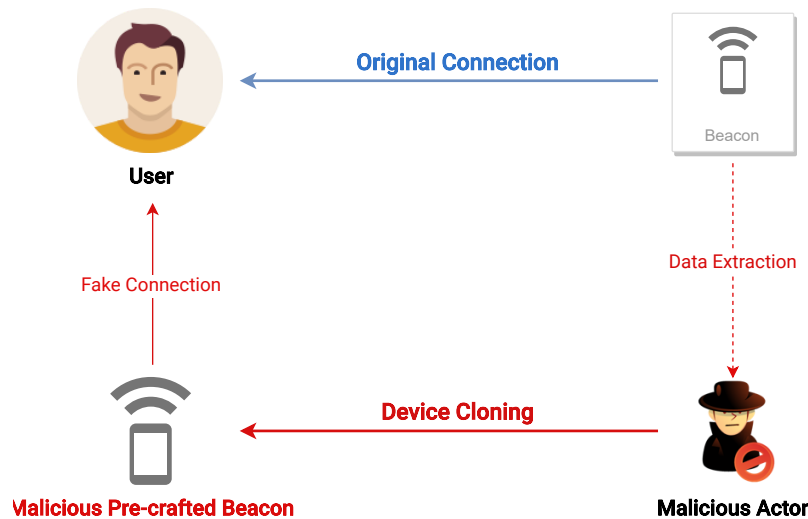 Original Connection
Beacon
User
Data Extraction
Fake Connection
Device Cloning
Malicious Pre-crafted Beacon
Malicious Actor